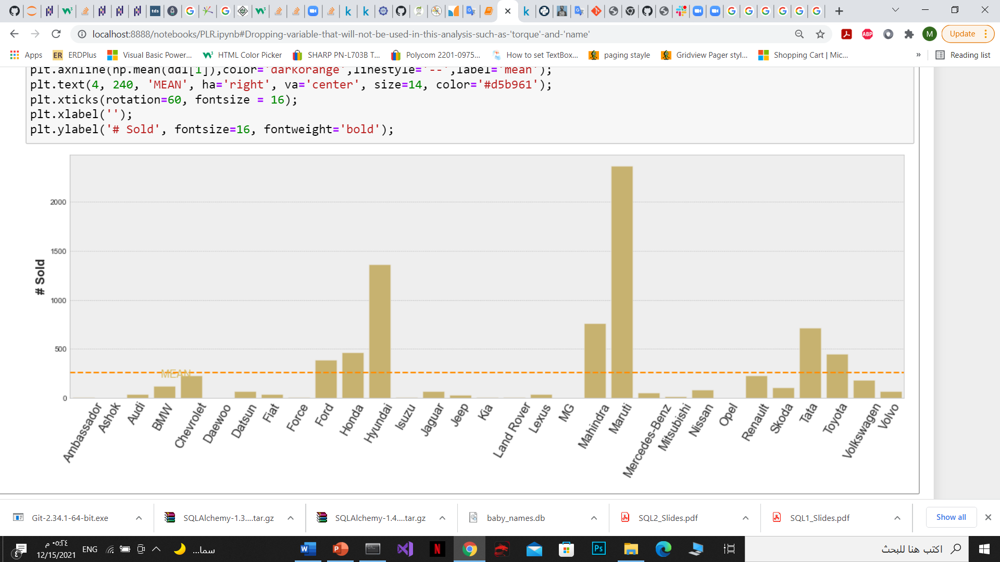 tds
localhost:8888/notebooks/PLR.ipynb#Dropping-variable-that-will-not-be-used-in-this-analysis-such-as-'torque'-and-'name'
ABP
M
Update
Apps
ER ERDPlus
Visual Basic Power...
HTML Color Picker
SHARP PN-L703B T...
Polycom 2201-0975...
How to set TextBox...
paging stayle
Gridview Pager styl...
Shopping Cart | Mic...
»
Reading list
plt.axhline(np.mean(ddf[1]),color='darkorange',linestyle='--',label='mean');
plt.text(4, 240, 'MEAN', ha='right', va='center', size=14, color='#d5b961');
plt.xticks(rotation=60, fontsize = 16);
plt.xlabel('');
plt.ylabel('# Sold', fontsize=16, fontweight='bold');
# Sold
2000
1500
1000
500
0
MEAN
Ambassador
Ashok
Audi
BMW
Chevrolet
Daewoo
Datsun
Fiat
Force
Ford
Honda
Hyundai
Isuzu
Jaguar
Jeep
Kia
Land Rover
Lexus
MG
Mahindra
Maruti
Mercedes-Benz
Mitsubishi
Nissan
Opel
Renault
Skoda
Tata
Toyota
Volkswagen
Volvo
Git-2.34.1-64-bit.exe
SQLAlchemy-1.3....tar.gz
SQLAlchemy-1.4....tar.gz
baby_names.db
SQL2_Slides.pdf
SQL1_Slides.pdf
Show all
٤
٠٥:٢٤ م
12/15/2021
ENG
سما...
Ps
اكتب هنا للبحث